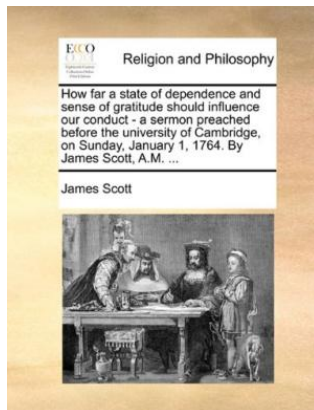 ECCO
Religion and Philosophy
How far a state of dependence and
sense of gratitude should influence
our conduct - a sermon preached
before the university of Cambridge,
on Sunday, January 1, 1764. By
James Scott, A.M. ...
James Scott